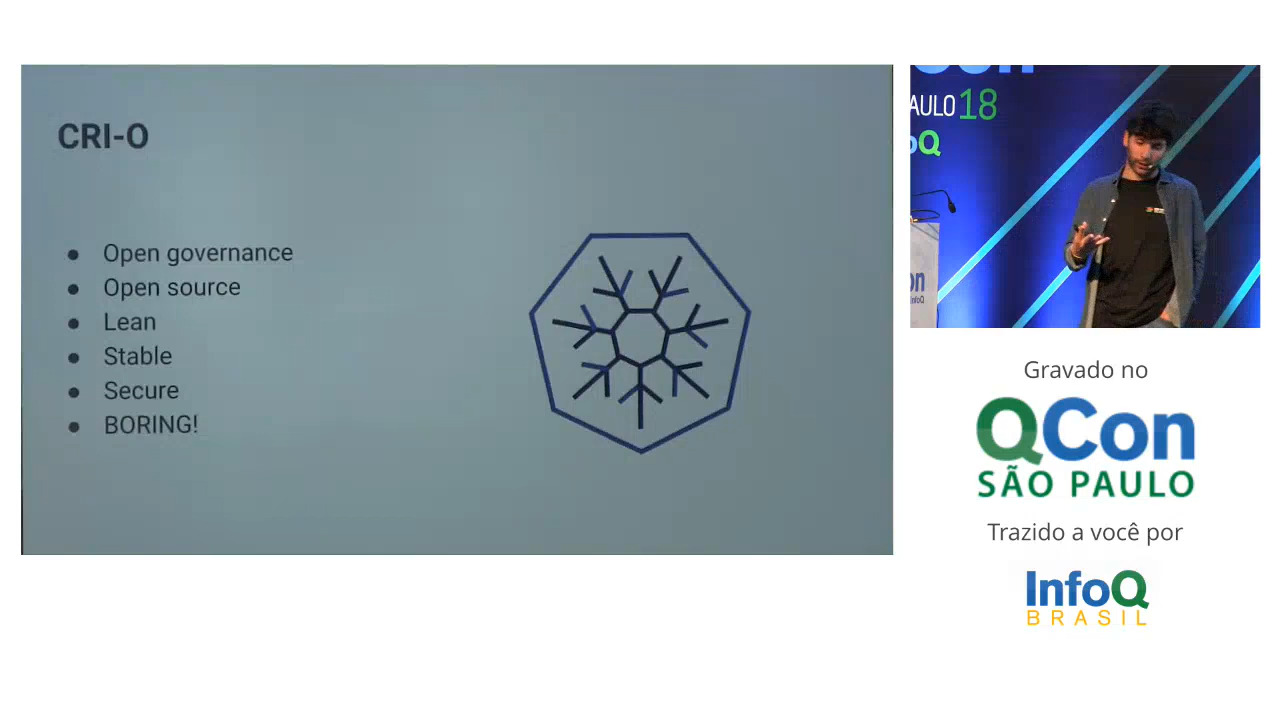 CRI-O
● Open governance
● Open source
● Lean
● Stable
● Secure
● BORING!
AULO 18
oQ
Gravado no
QCon
SÃO PAULO
Trazido a você por
InfoQ
BRASIL